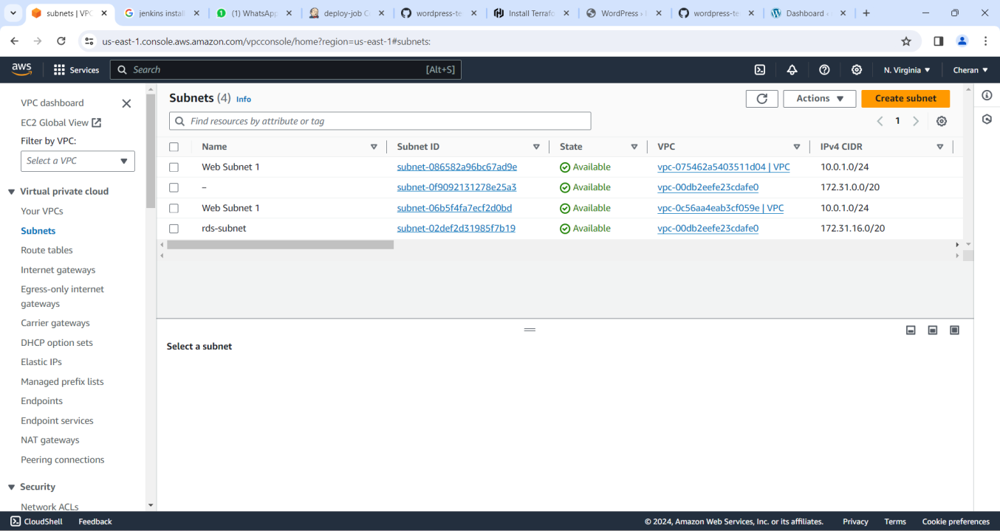 subnets | VPC
jenkins instal
(1) WhatsApp
deploy-job C
wordpress-te
Install Terrafo
WordPress ›
wordpress-te
Dashboard ‹
us-east-1.console.aws.amazon.com/vpcconsole/home?region=us-east-1#subnets:
aws
Services
Search
[Alt+S]
N. Virginia
Cheran
VPC dashboard
EC2 Global View
Filter by VPC:
Select a VPC
Virtual private cloud
Your VPCs
Subnets
Route tables
Internet gateways
Egress-only internet
gateways
Carrier gateways
DHCP option sets
Elastic IPs
Managed prefix lists
Endpoints
Endpoint services
NAT gateways
Peering connections
Security
Network ACLs
Subnets (4) Info
Actions
Create subnet
Find resources by attribute or tag
1
Name Subnet ID State VPC IPv4 CIDR
Web Subnet 1 subnet-086582a96bc67ad9e Available vpc-075462a5403511d04 | VPC 10.0.1.0/24
– subnet-0f9092131278e25a3 Available vpc-00db2eefe23cdafe0 172.31.0.0/20
Web Subnet 1 subnet-06b5f4fa7ecf2d0bd Available vpc-0c56aa4eab3cf059e | VPC 10.0.1.0/24
rds-subnet subnet-02def2d31985f7b19 Available vpc-00db2eefe23cdafe0 172.31.16.0/20
Select a subnet
CloudShell Feedback © 2024, Amazon Web Services, Inc. or its affiliates. Privacy Terms Cookie preferences